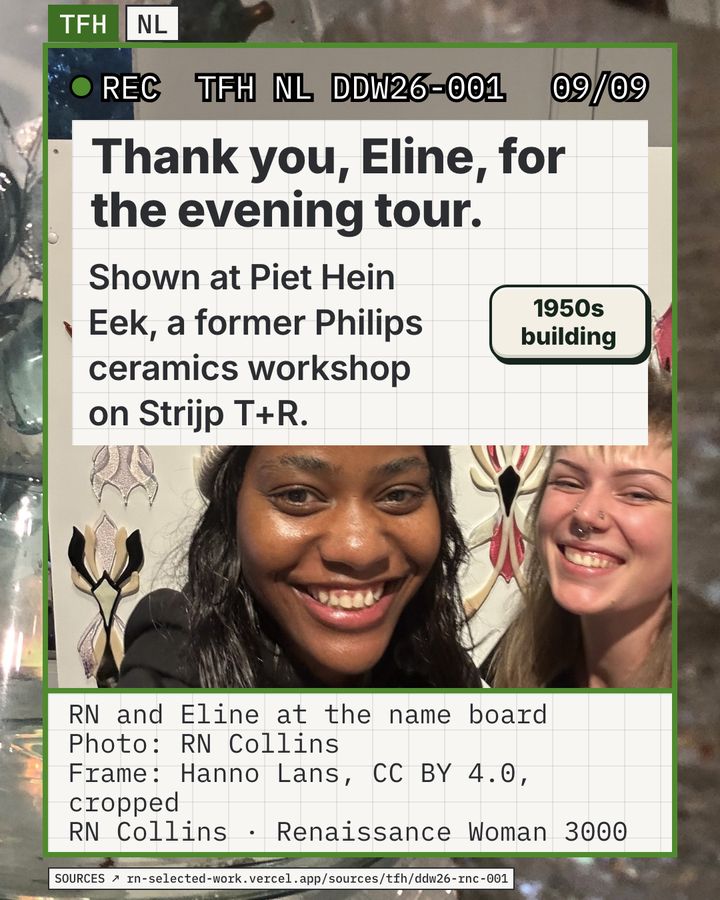 TFH NL
REC TFH NL DDW26-001 09/09
Thank you, Eline, for
the evening tour.
Shown at Piet Hein
Eek, a former Philips
ceramics workshop
on Strijp T+R.
1950s
building
RN and Eline at the name board
Photo: RN Collins
Frame: Hanno Lans, CC BY 4.0,
cropped
RN Collins · Renaissance Woman 3000
SOURCES ↗ rn-selected-work.vercel.app/sources/tfh/ddw26-rnc-001